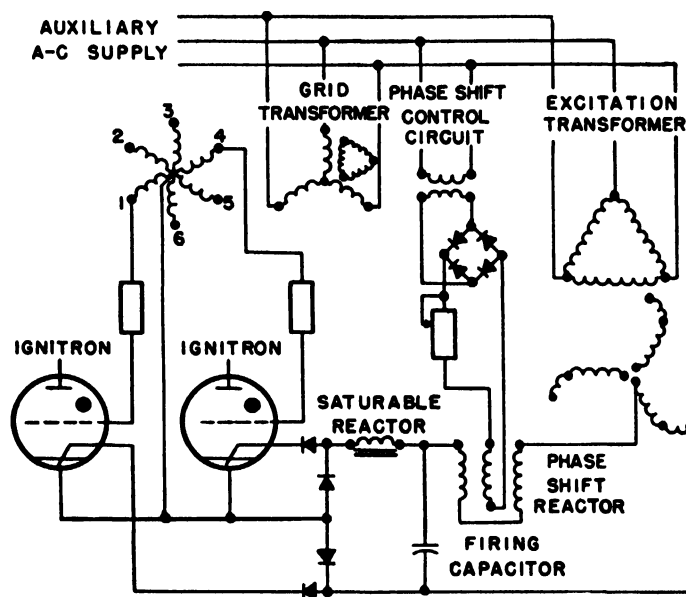 AUXILIARY
A-C SUPPLY
GRID
TRANSFORMER
PHASE SHIFT
CONTROL
CIRCUIT
EXCITATION
TRANSFORMER
3
2
4
1
5
6
IGNITRON
IGNITRON
SATURABLE
REACTOR
PHASE
SHIFT
REACTOR
FIRING
CAPACITOR